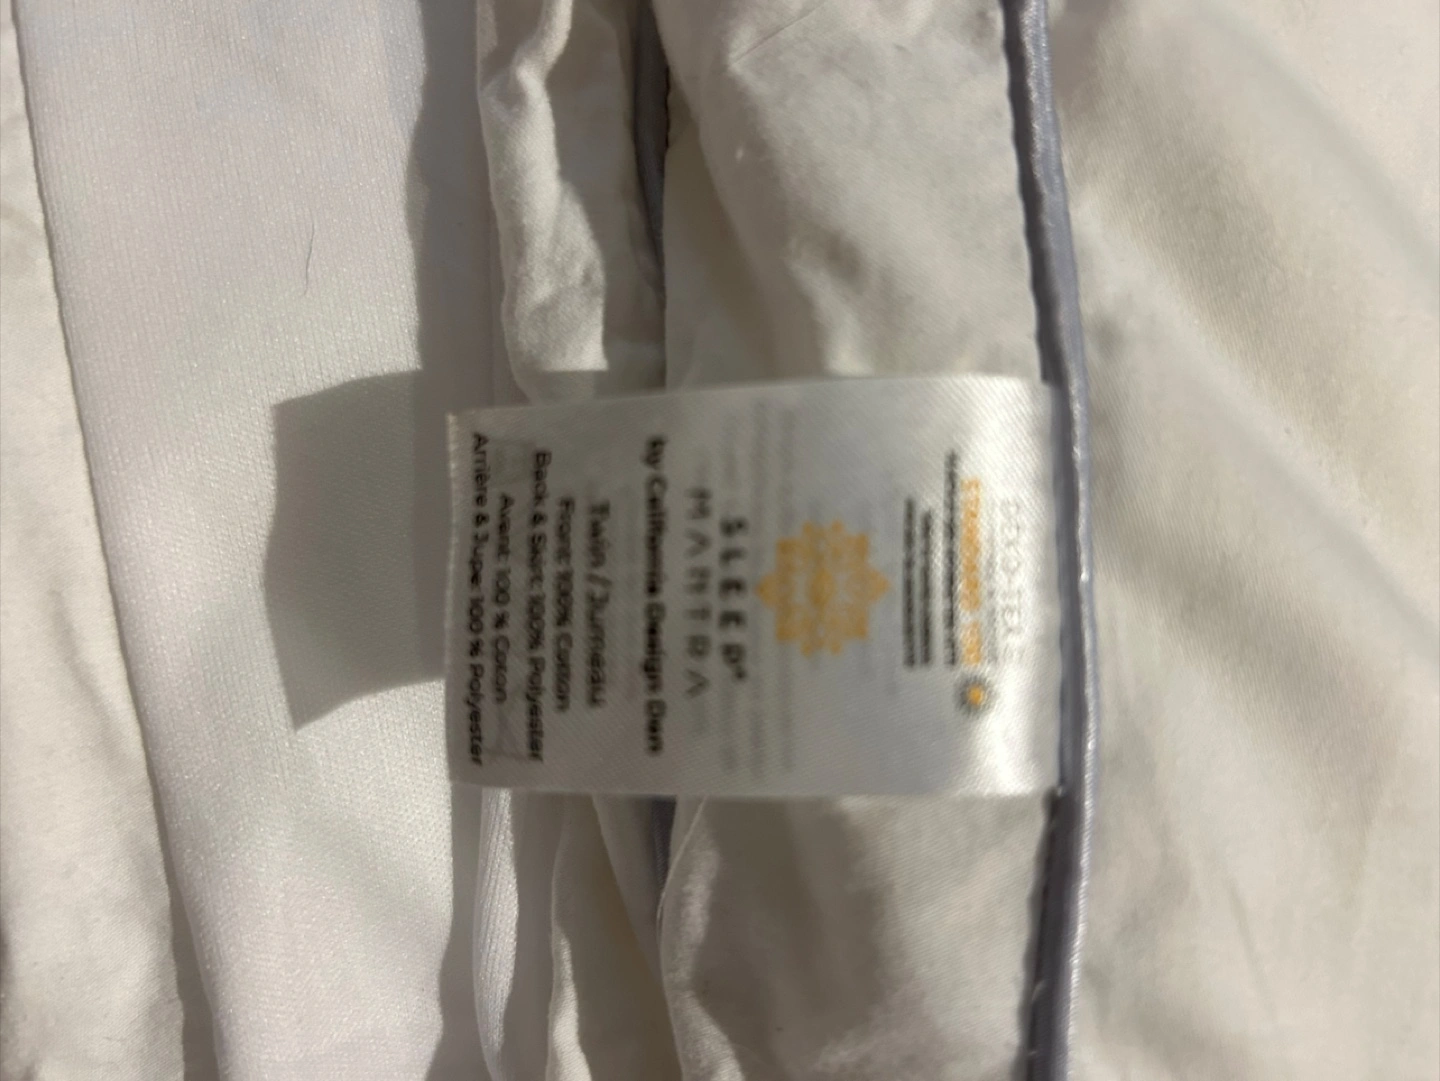 STANDARD 100
SLEEP®
MANTRA
by California Design Den
Twin / Jumeau
Front: 100% Cotton
Back & Skirt: 100% Polyester
Avant: 100 % Coton
Arrière & Jupe: 100 % Polyester